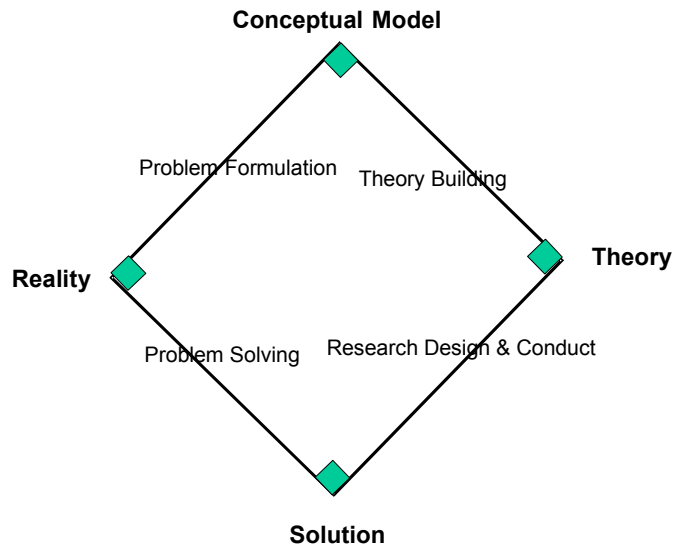 Conceptual Model
Problem Formulation
Theory Building
Theory
Reality
Research Design & Conduct
Problem Solving
Solution